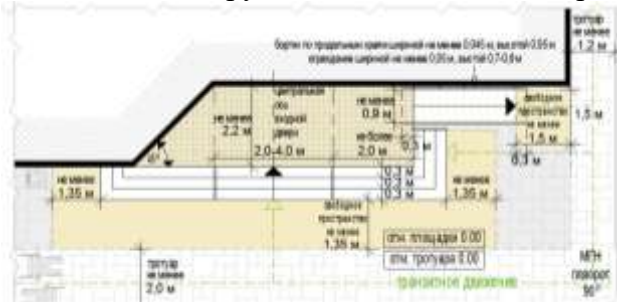 тротуар
не менее
1,2 м
бортик по продольным краям шириной не менее 0,045 м, высотой 0,05 м
ограждение шириной не менее 0,05 м, высотой 0,7-0,9 м
центральная
ось
входной
двери
не менее
2,2 м
не менее
0,9 м
свободное
пространство
не менее
1,5 м
1,5 м
45°
2,0-4,0 м
не более
2,0 м
0,3 м
0,3 м
не менее
1,35 м
0,3 м
0,3 м
0,3 м
не менее
1,35 м
свободное
пространство
не менее
1,35 м
отм. площадки 0.00
отм. тротуара 0.00
тротуар
не менее
2,0 м
транзитное движение
МГН
поворот
90°